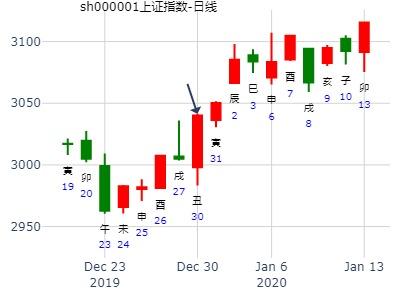 sh000001上证指数-日线
3100
3050
3000
2950
寅
19
卯
20
午
23
未
24
申
25
酉
26
戌
27
丑
30
寅
31
辰
2
巳
3
申
6
酉
7
戌
8
亥
9
子
10
卯
13
Dec 23
2019
Dec 30
Jan 6
2020
Jan 13